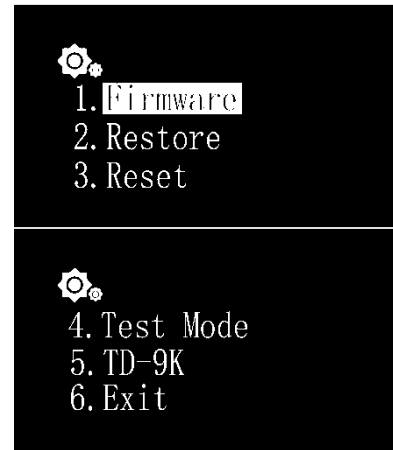 1.Firmware
2.Restore
3.Reset
4.Test Mode
5.TD-9K
6.Exit